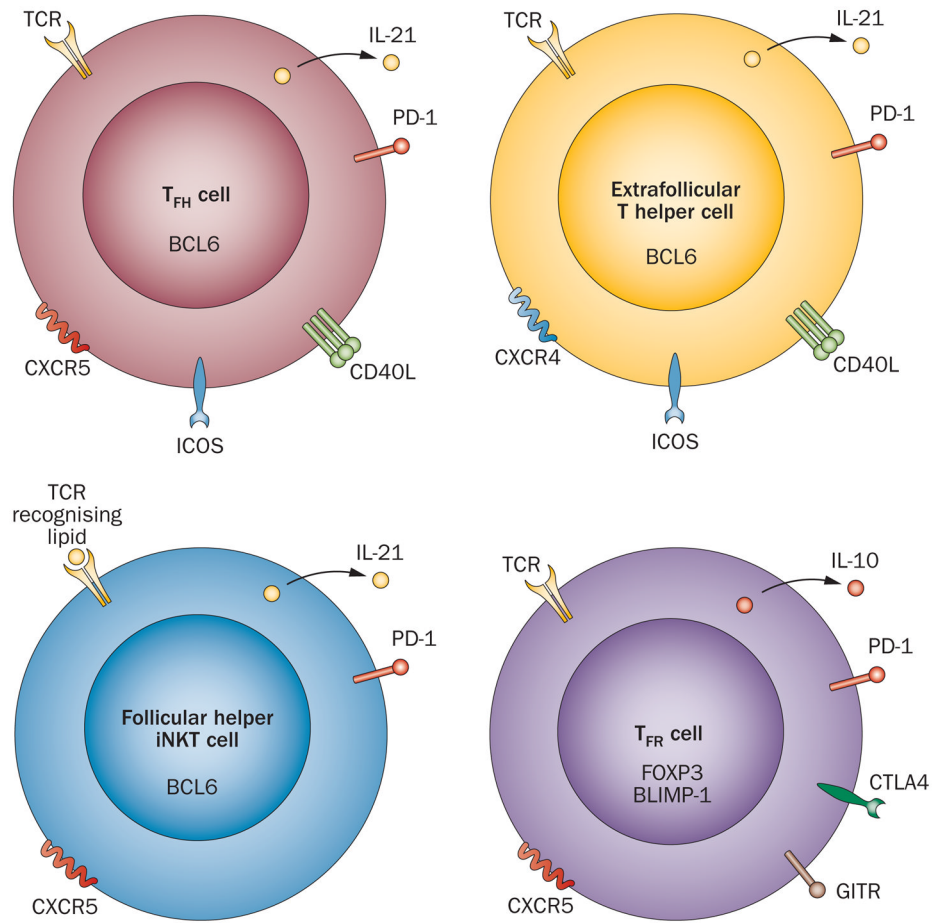 TCR
IL-21
PD-1
TFH cell
BCL6
CXCR5
CD40L
ICOS
TCR
IL-21
PD-1
Extrafollicular
T helper cell
BCL6
CXCR4
CD40L
ICOS
TCR
recognising
lipid
IL-21
PD-1
Follicular helper
iNKT cell
BCL6
CXCR5
TCR
IL-10
PD-1
TFR cell
FOXP3
BLIMP-1
CTLA4
CXCR5
GITR